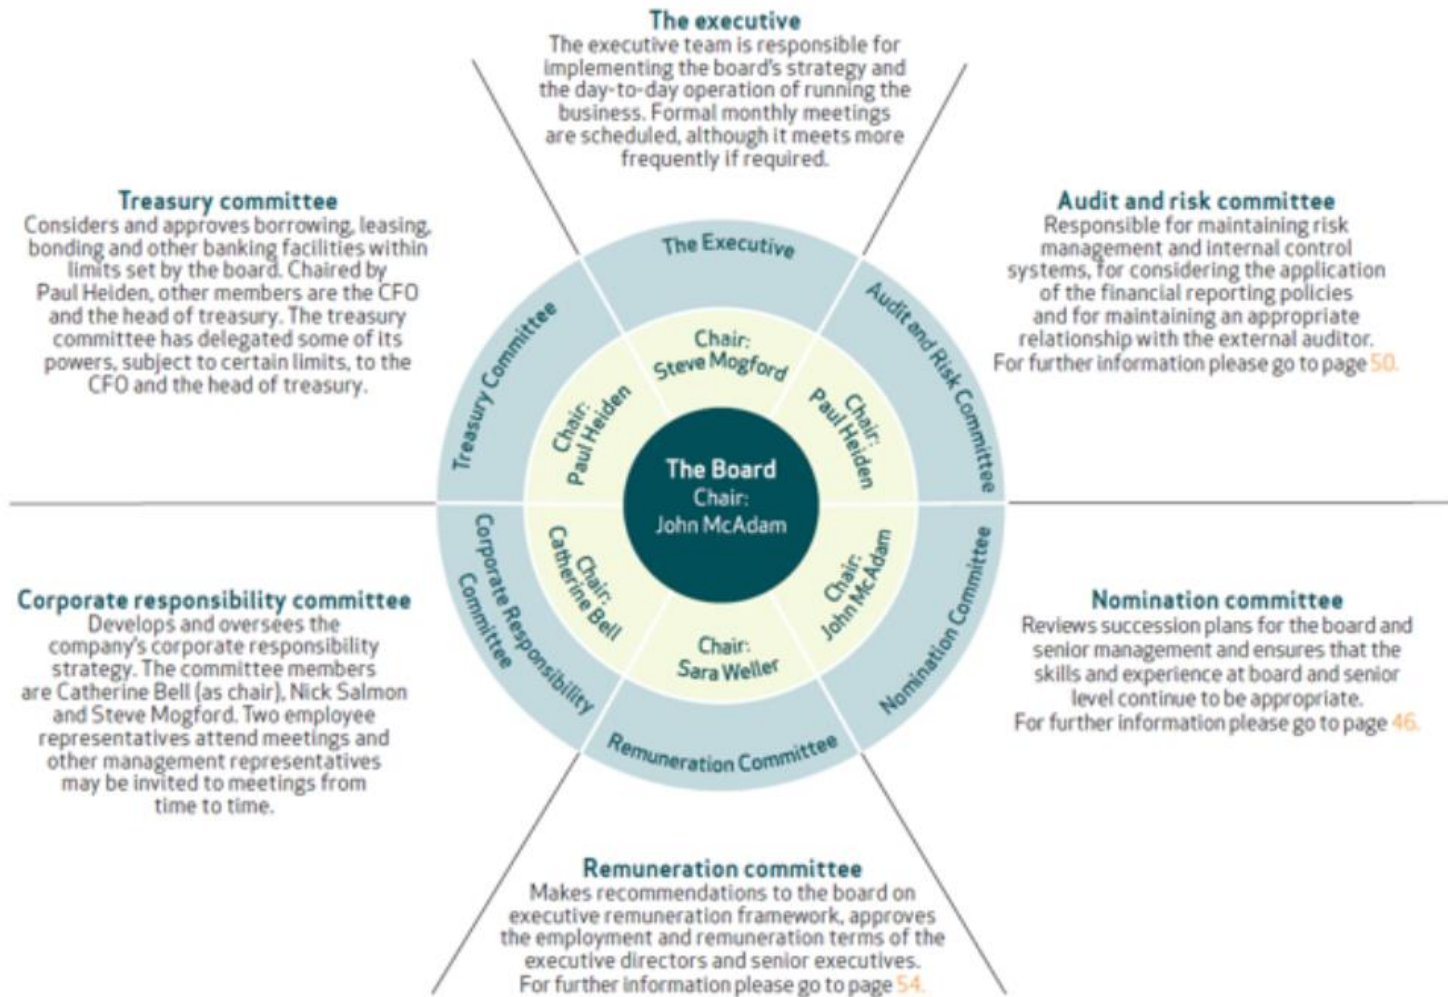 The executive
The executive team is responsible for
implementing the board's strategy and
the day-to-day operation of running the
business. Formal monthly meetings
are scheduled, although it meets more
frequently if required.
Treasury committee
Considers and approves borrowing, leasing,
bonding and other banking facilities within
limits set by the board. Chaired by
Paul Heiden, other members are the CFO
and the head of treasury. The treasury
committee has delegated some of its
powers, subject to certain limits, to the
CFO and the head of treasury.
Audit and risk committee
Responsible for maintaining risk
management and internal control
systems, for considering the application
of the financial reporting policies
and for maintaining an appropriate
relationship with the external auditor.
For further information please go to page 50.
The Executive
Audit and Risk Committee
Nomination Committee
Remuneration Committee
Corporate Responsibility
Committee
Treasury Committee
Chair:
Steve Mogford
Chair:
Paul Heiden
Chair:
John McAdam
Chair:
Sara Weller
Chair:
Catherine Bell
Chair:
Paul Heiden
The Board
Chair:
John McAdam
Corporate responsibility committee
Develops and oversees the
company's corporate responsibility
strategy. The committee members
are Catherine Bell (as chair), Nick Salmon
and Steve Mogford. Two employee
representatives attend meetings and
other management representatives
may be invited to meetings from
time to time.
Nomination committee
Reviews succession plans for the board and
senior management and ensures that the
skills and experience at board and senior
level continue to be appropriate.
For further information please go to page 46.
Remuneration committee
Makes recommendations to the board on
executive remuneration framework, approves
the employment and remuneration terms of the
executive directors and senior executives.
For further information please go to page 54.